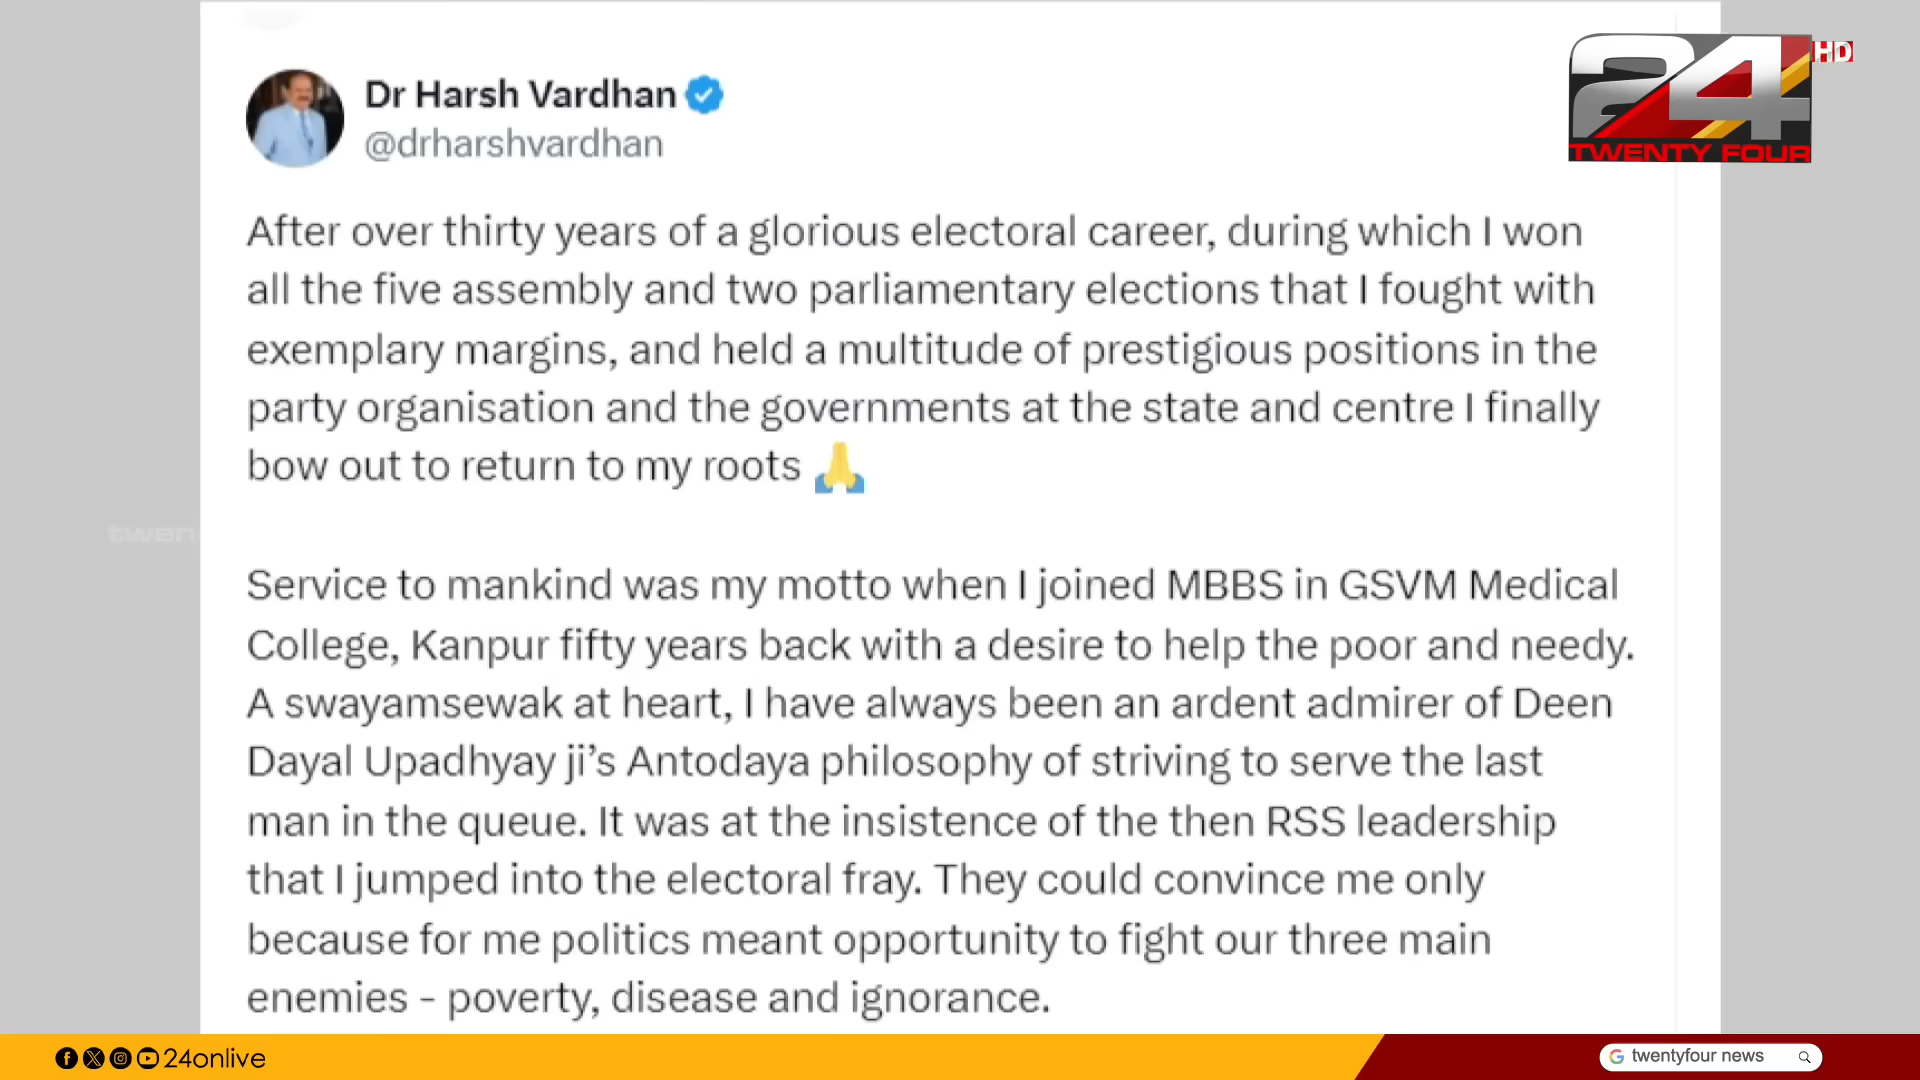 Dr Harsh Vardhan
@drharshvardhan
24 HD
TWENTY FOUR
After over thirty years of a glorious electoral career, during which I won
all the five assembly and two parliamentary elections that I fought with
exemplary margins, and held a multitude of prestigious positions in the
party organisation and the governments at the state and centre I finally
bow out to return to my roots 🙏
twen
Service to mankind was my motto when I joined MBBS in GSVM Medical
College, Kanpur fifty years back with a desire to help the poor and needy.
A swayamsewak at heart, I have always been an ardent admirer of Deen
Dayal Upadhyay ji’s Antodaya philosophy of striving to serve the last
man in the queue. It was at the insistence of the then RSS leadership
that I jumped into the electoral fray. They could convince me only
because for me politics meant opportunity to fight our three main
enemies - poverty, disease and ignorance.
24onlive
twentyfour news